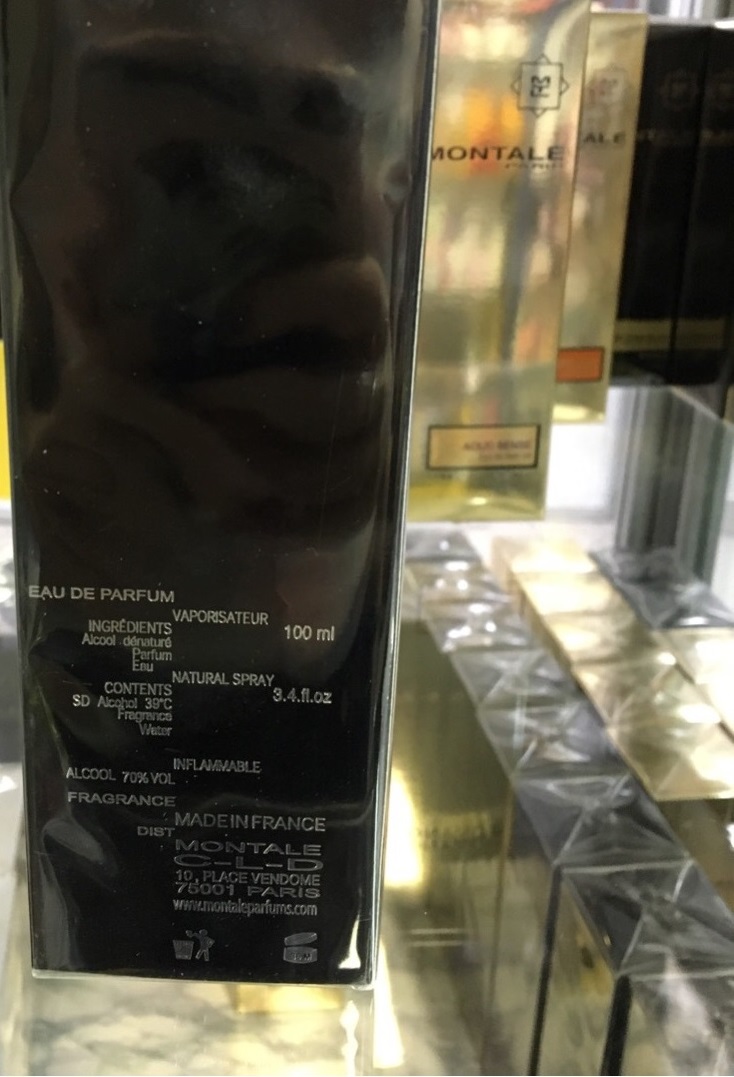 MONTALE
ALE
EAU DE PARFUM
VAPORISATEUR
INGRÉDIENTS
100 ml
Alcool dénaturé
Parfum
Eau
NATURAL SPRAY
CONTENTS
3.4.fl.oz
SD Alcohol 39°C
Fragrance
Water
INFLAMMABLE
ALCOOL 70% VOL
FRAGRANCE
MADE IN FRANCE
DIST
MONTALE
C-L-D
10, PLACE VENDOME
75001 PARIS
www.montaleparfums.com